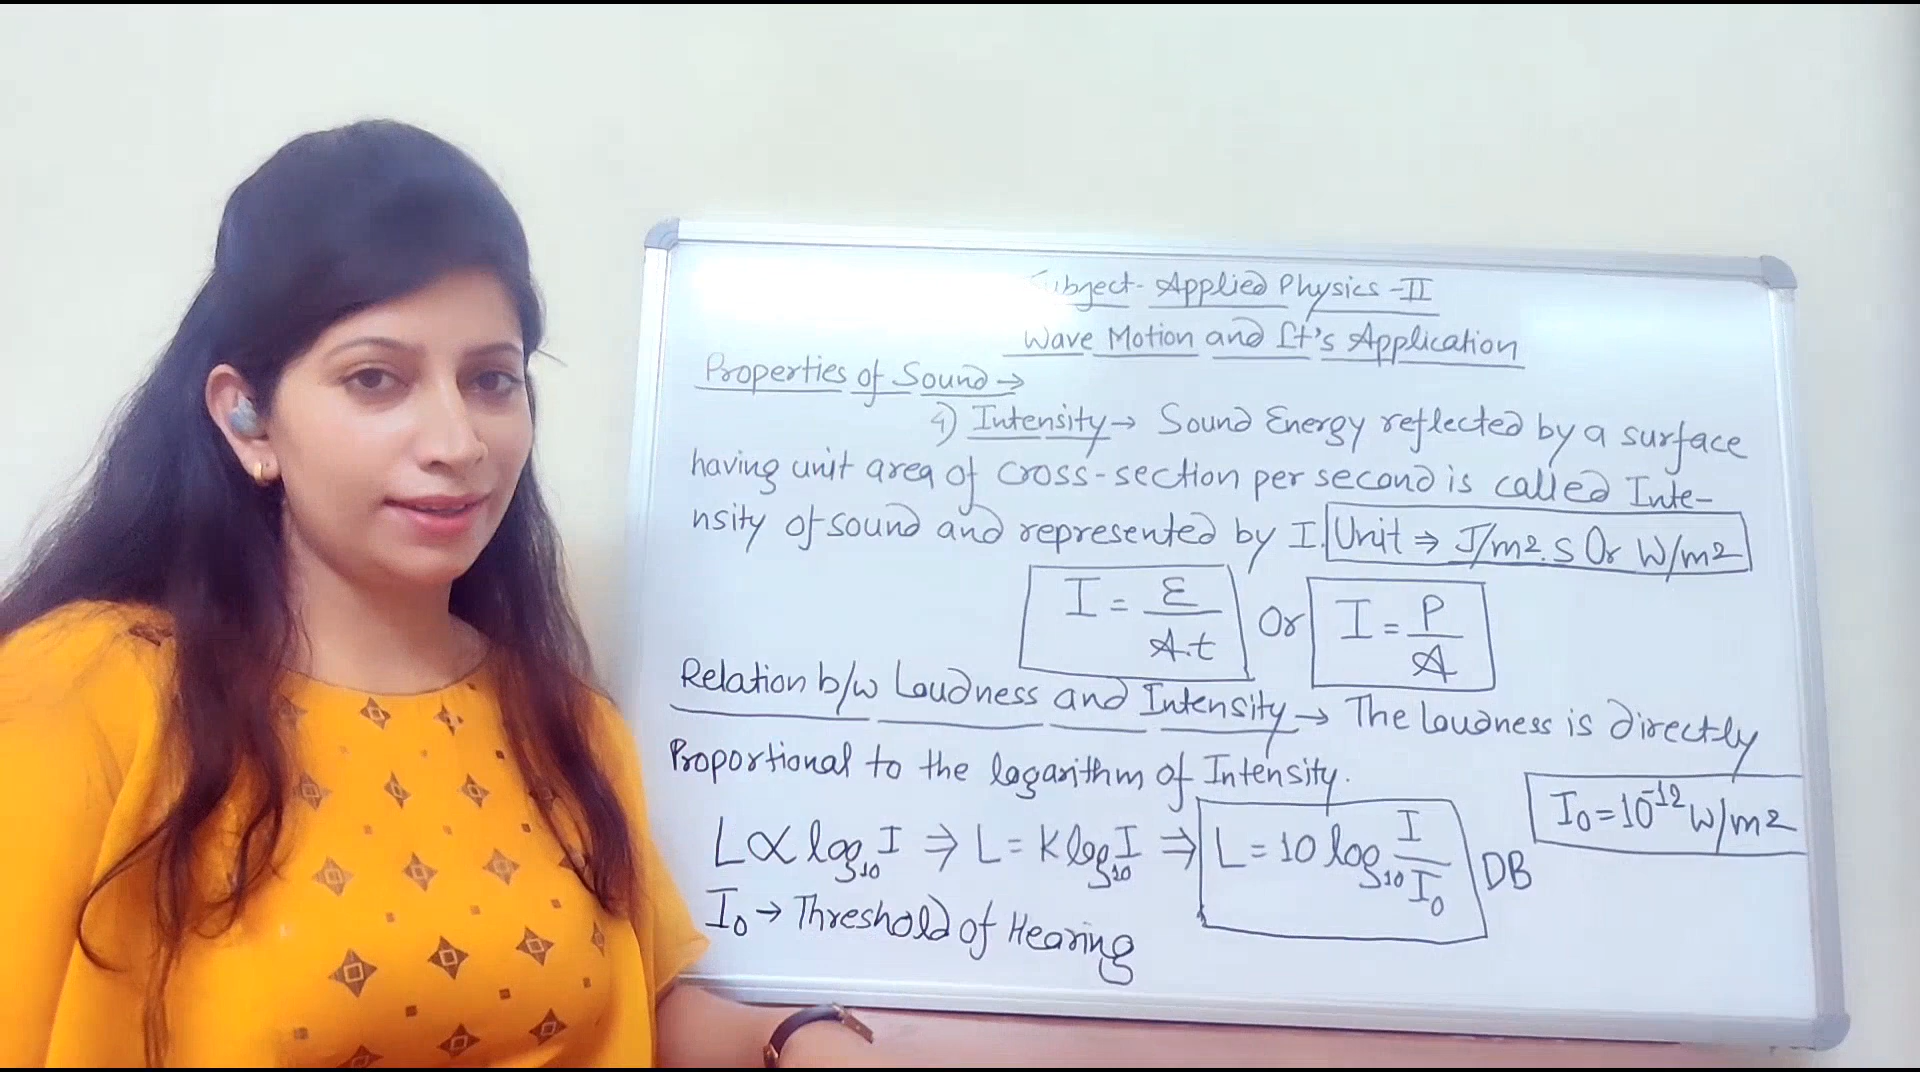 Subject- Applied Physics -II
Wave Motion and It's Application
Properties of Sound →
4) Intensity → Sound Energy reflected by a surface
having unit area of cross-section per second is called Inte-
nsity of sound and represented by I. Unit ⇒ J/m2.s Or W/m2
I = E/A.t Or I = P/A
Relation b/w Loudness and Intensity → The loudness is directly
Proportional to the logarithm of Intensity.
I₀ = 10⁻¹² W/m2
L ∝ log₁₀ I ⇒ L = K log₁₀ I ⇒ L = 10 log₁₀ I/I₀ DB
I₀ → Threshold of Hearing